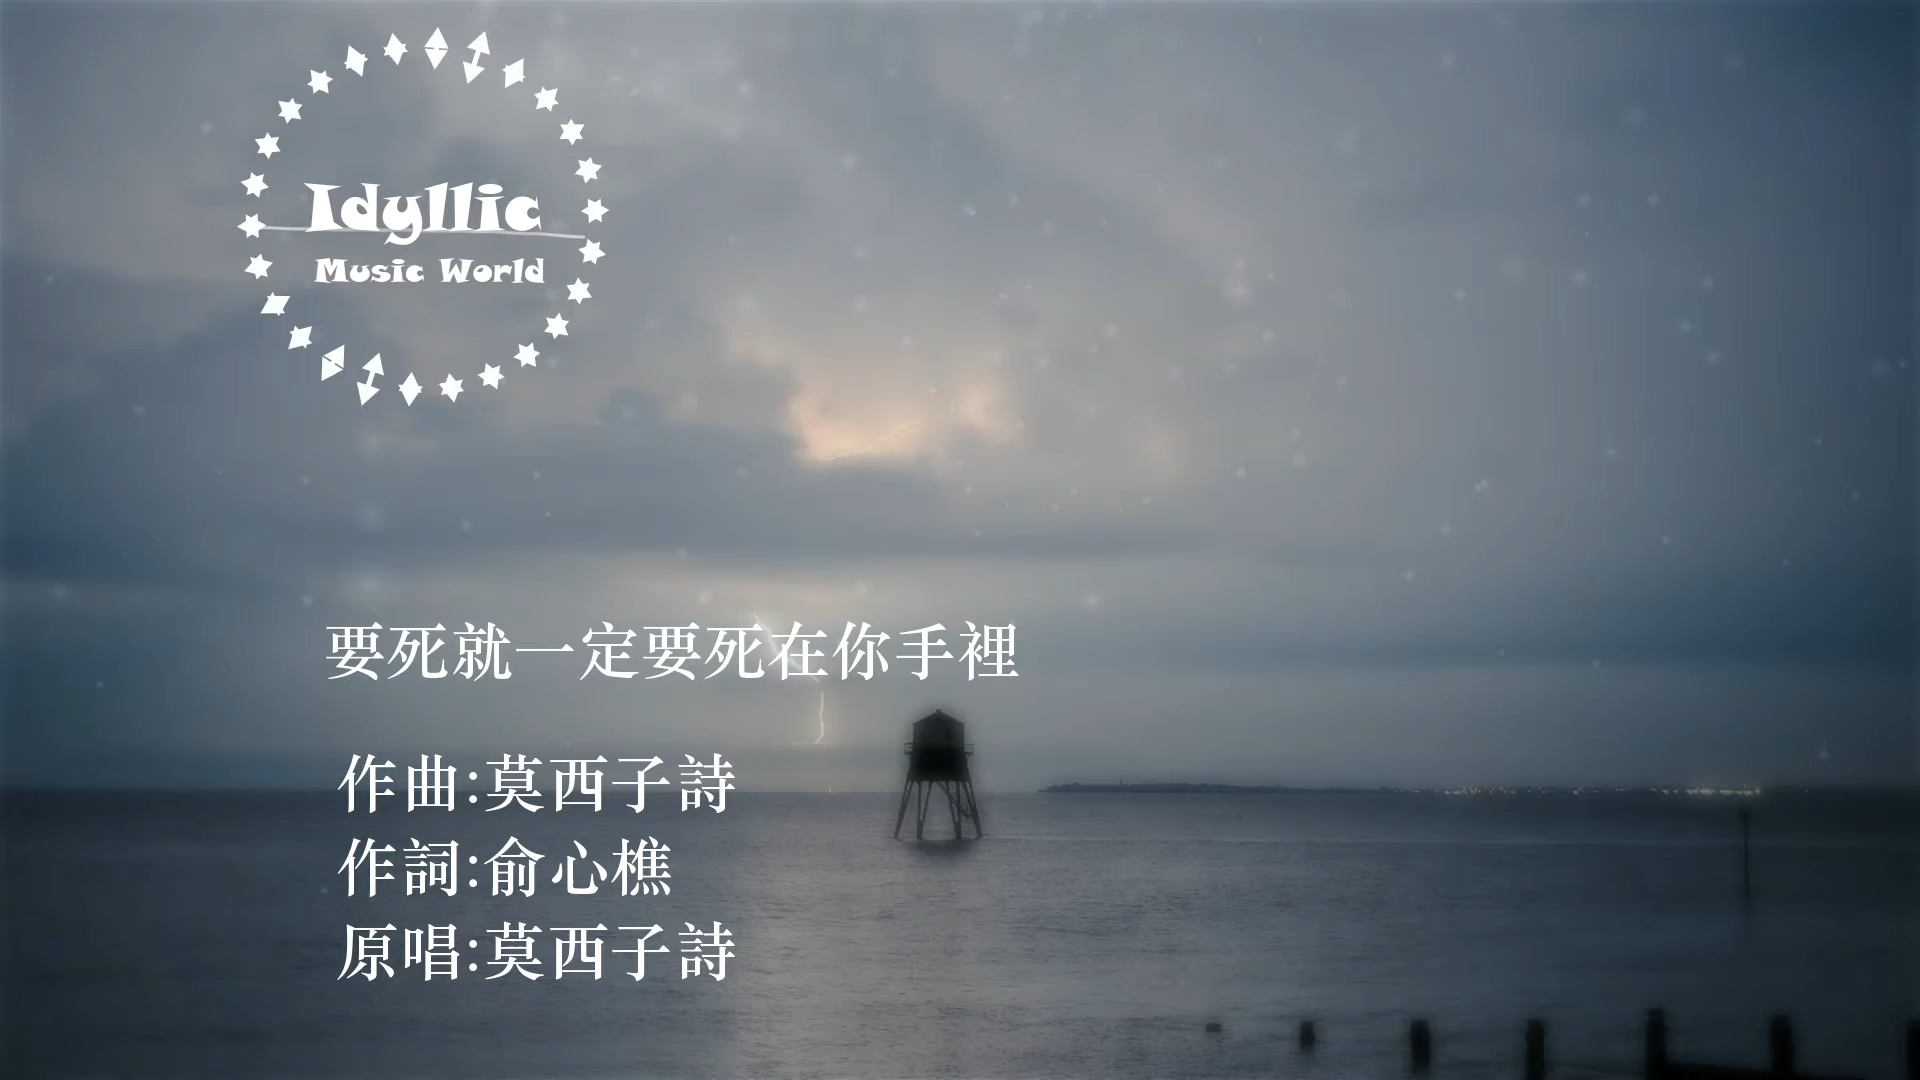 Idyllic
Music World
要死就一定要死在你手裡
作曲:莫西子詩
作詞:俞心樵
原唱:莫西子詩